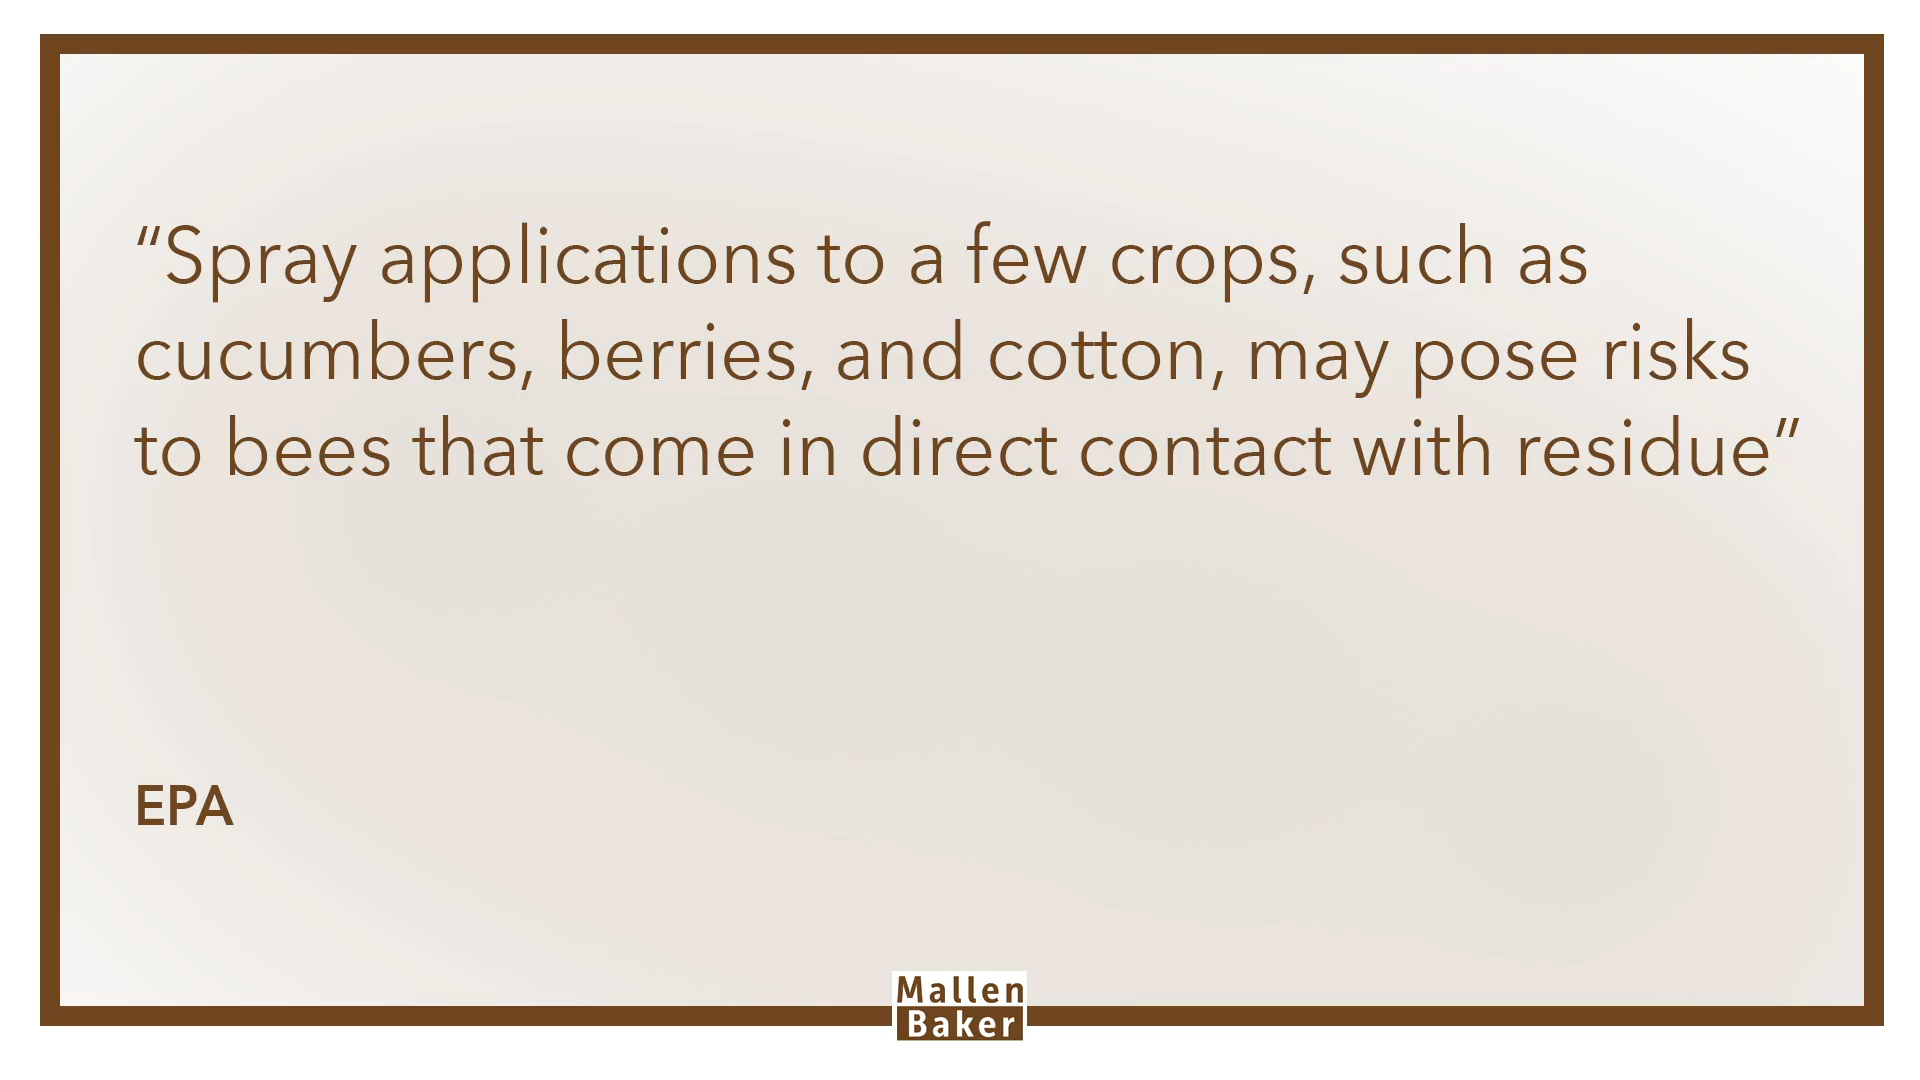 “Spray applications to a few crops, such as
cucumbers, berries, and cotton, may pose risks
to bees that come in direct contact with residue”
EPA
Mallen
Baker